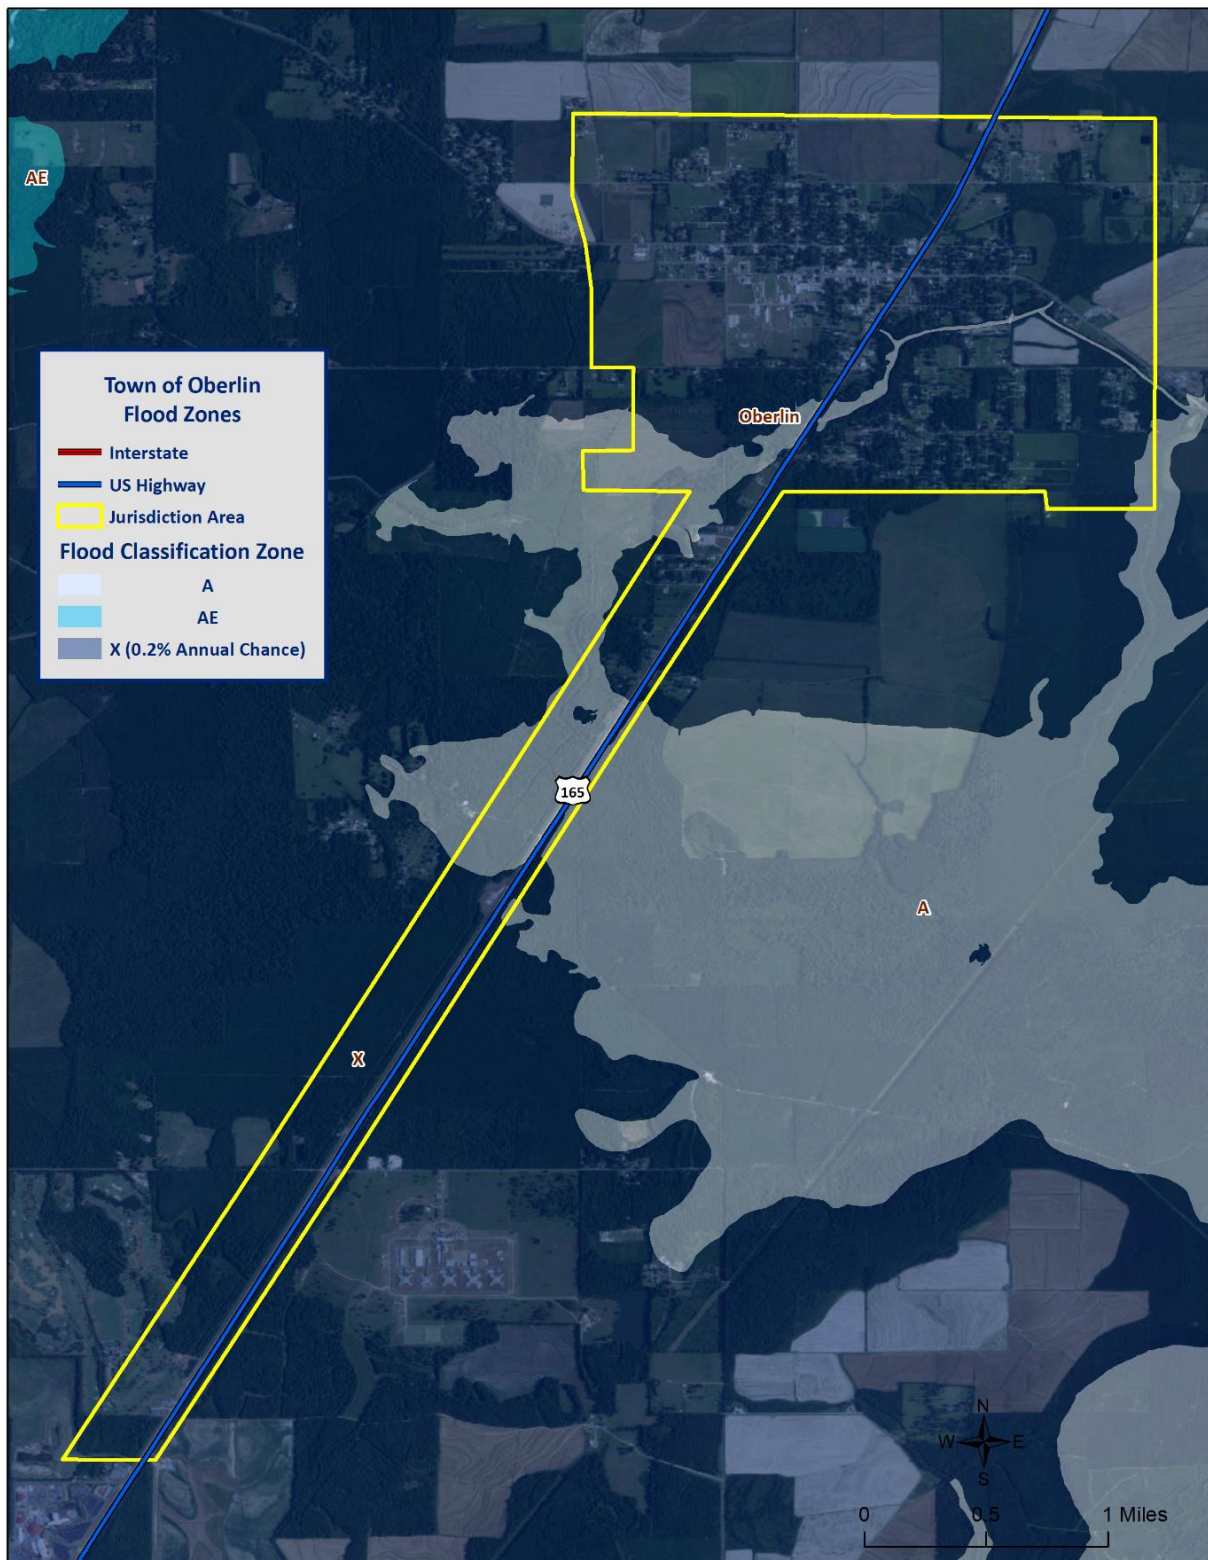 AE
Town of Oberlin
Flood Zones
Interstate
US Highway
Jurisdiction Area
Flood Classification Zone
A
AE
X (0.2% Annual Chance)
Oberlin
165
A
X
N
W E
S
0 0.5 1 Miles